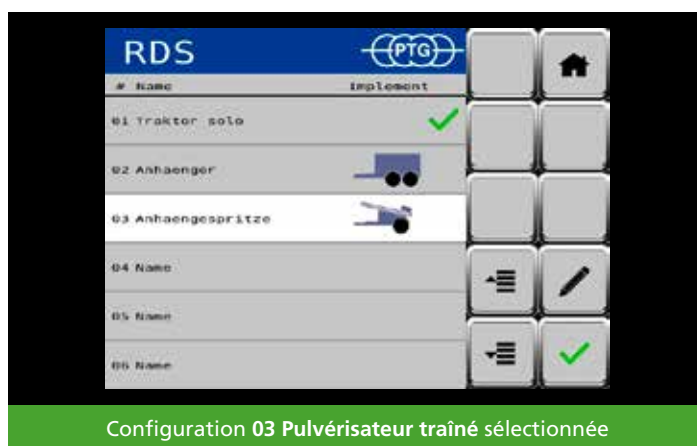 RDS PTG
# Name Implement
01 Traktor solo
02 Anhaenger
03 Anhaengespritze
04 Name
05 Name
06 Name
Configuration 03 Pulvérisateur traîné sélectionnée